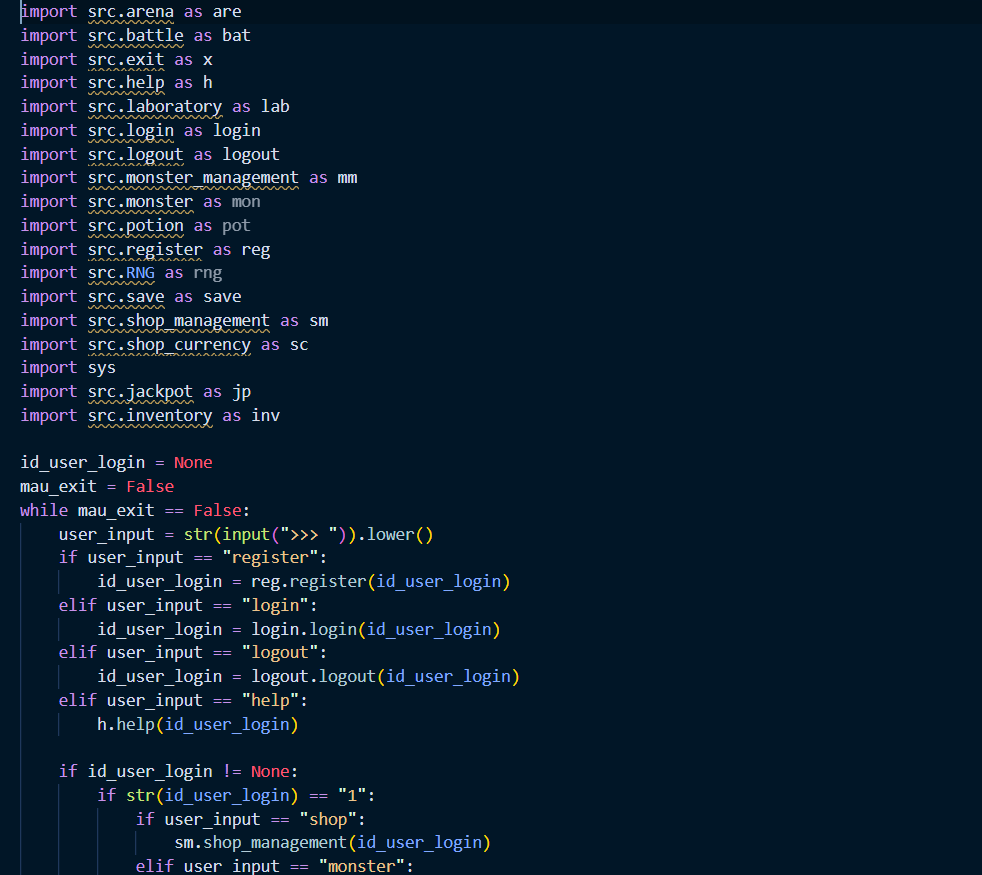 import src.arena as are
import src.battle as bat
import src.exit as x
import src.help as h
import src.laboratory as lab
import src.login as login
import src.logout as logout
import src.monster_management as mm
import src.monster as mon
import src.potion as pot
import src.register as reg
import src.RNG as rng
import src.save as save
import src.shop_management as sm
import src.shop_currency as sc
import sys
import src.jackpot as jp
import src.inventory as inv

id_user_login = None
mau_exit = False
while mau_exit == False:
    user_input = str(input(">>> ")).lower()
    if user_input == "register":
        id_user_login = reg.register(id_user_login)
    elif user_input == "login":
        id_user_login = login.login(id_user_login)
    elif user_input == "logout":
        id_user_login = logout.logout(id_user_login)
    elif user_input == "help":
        h.help(id_user_login)

    if id_user_login != None:
        if str(id_user_login) == "1":
            if user_input == "shop":
                sm.shop_management(id_user_login)
            elif user_input == "monster":